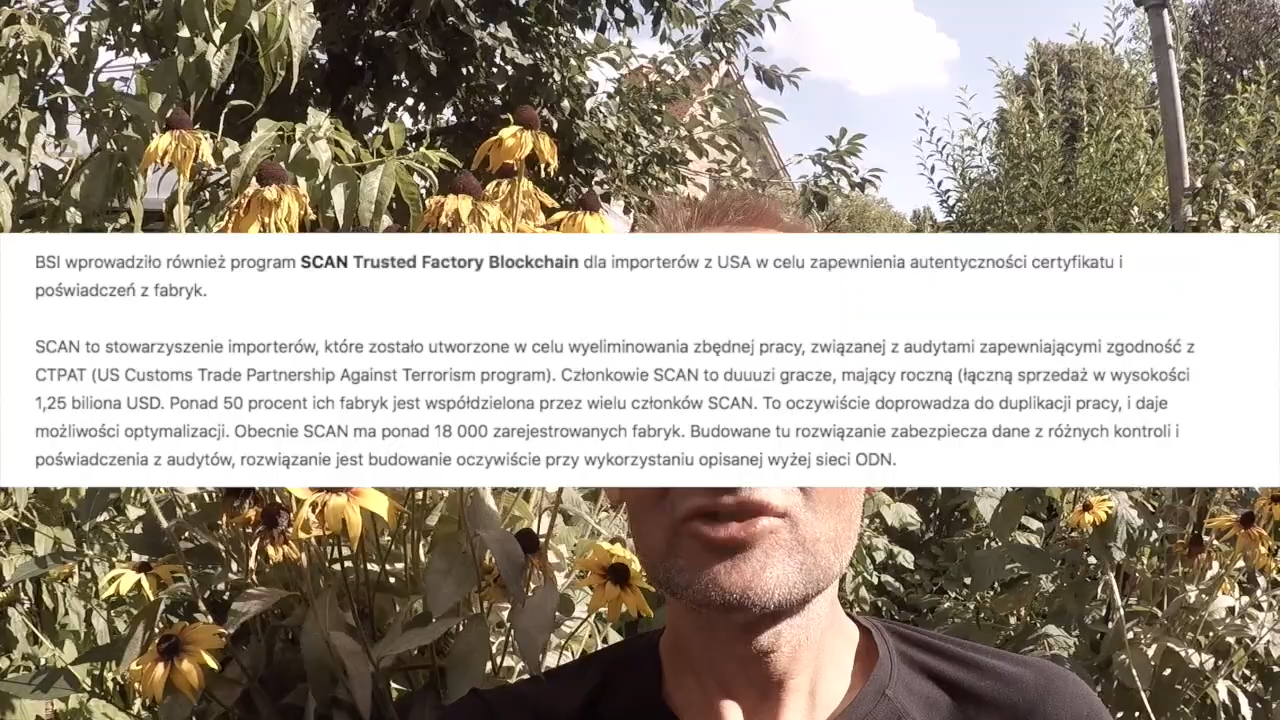 BSI wprowadziło również program SCAN Trusted Factory Blockchain dla importerów z USA w celu zapewnienia autentyczności certyfikatu i
poświadczeń z fabryk.
SCAN to stowarzyszenie importerów, które zostało utworzone w celu wyeliminowania zbędnej pracy, związanej z audytami zapewniającymi zgodność z
CTPAT (US Customs Trade Partnership Against Terrorism program). Członkowie SCAN to duuuzi gracze, mający roczną (łączną sprzedaż w wysokości
1,25 biliona USD. Ponad 50 procent ich fabryk jest współdzielona przez wielu członków SCAN. To oczywiście doprowadza do duplikacji pracy, i daje
możliwości optymalizacji. Obecnie SCAN ma ponad 18 000 zarejestrowanych fabryk. Budowane tu rozwiązanie zabezpiecza dane z różnych kontroli i
poświadczenia z audytów, rozwiązanie jest budowanie oczywiście przy wykorzystaniu opisanej wyżej sieci ODN.